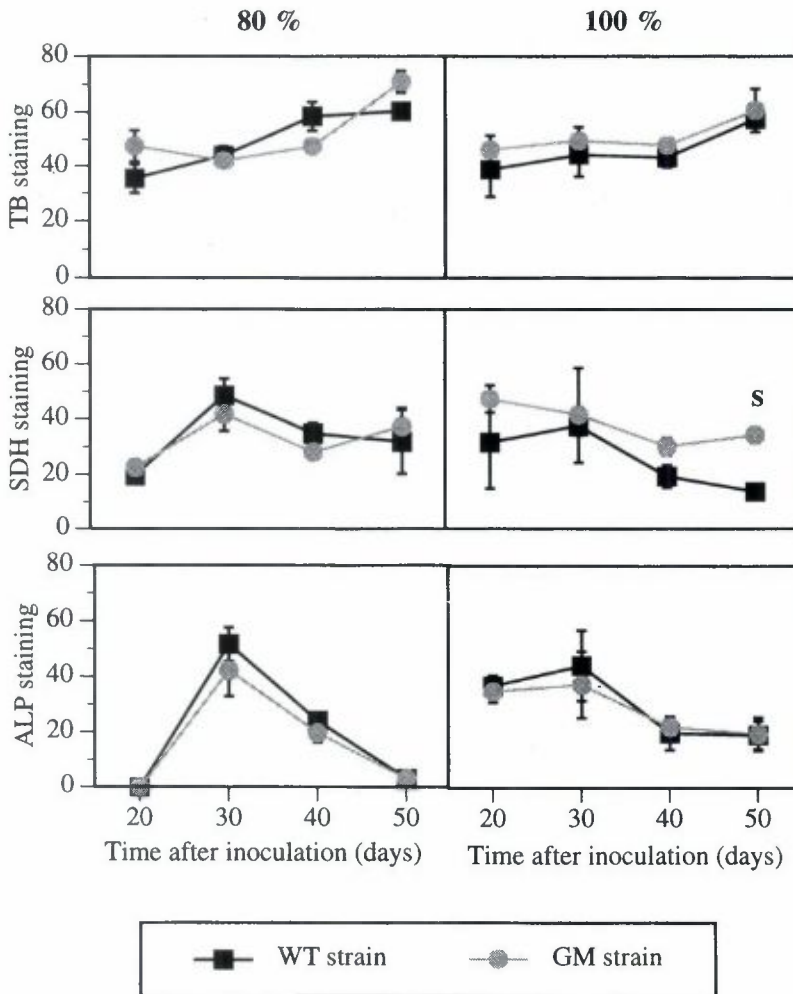 80 %
100 %
TB staining
80
60
40
20
0
SDH staining
80
60
40
20
0
S
ALP staining
80
60
40
20
0
20 30 40 50
20 30 40 50
Time after inoculation (days)
Time after inoculation (days)
WT strain
GM strain